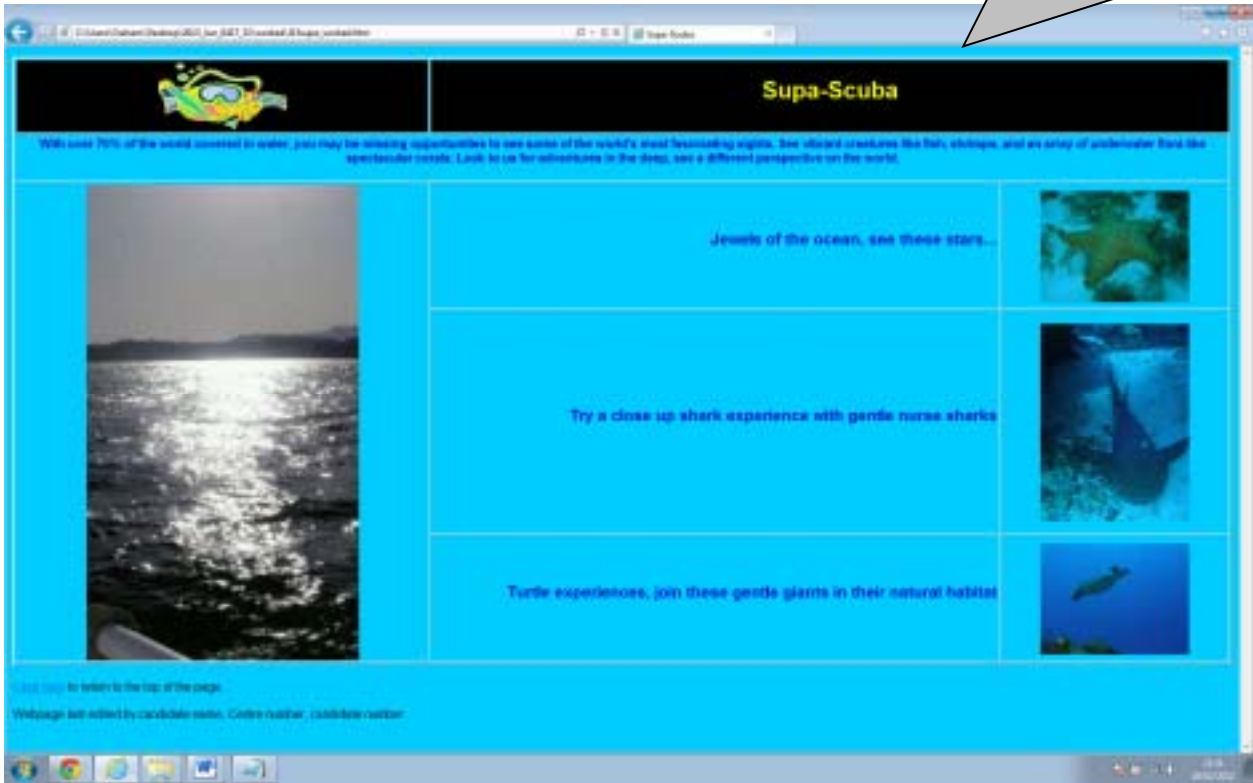 Supa-Scuba
Supa-Scuba
With over 70% of the world covered in water, you may be missing opportunities to see some of the world's most fascinating sights. See vibrant creatures like fish, shrimps, and an array of underwater flora like
spectacular corals. Look to us for adventures in the deep, see a different perspective on the world.
Jewels of the ocean, see these stars...
Try a close up shark experience with gentle nurse sharks
Turtle experiences, join these gentle giants in their natural habitat
Click here to return to the top of the page
Webpage last edited by candidate name, Centre number, candidate number